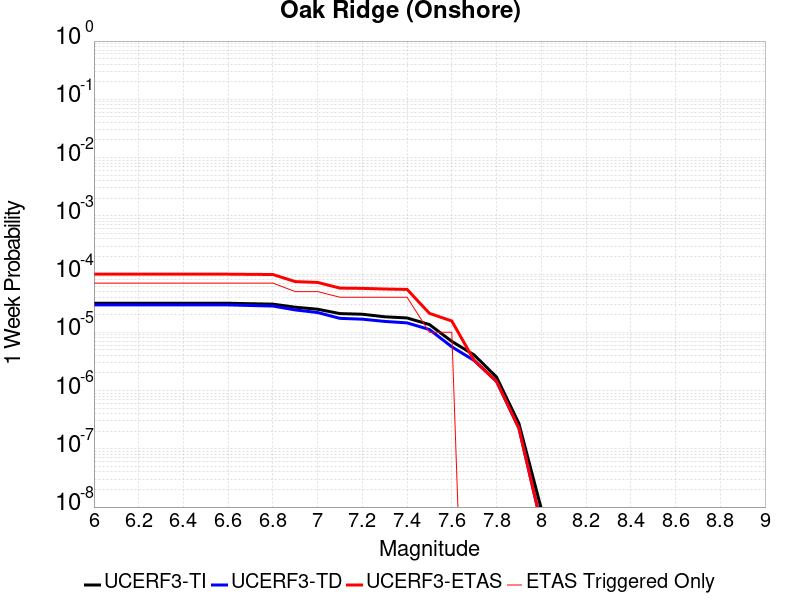 Oak Ridge (Onshore)
10^0
10^-1
10^-2
10^-3
10^-4
10^-5
10^-6
10^-7
10^-8
1 Week Probability
6 6.2 6.4 6.6 6.8 7 7.2 7.4 7.6 7.8 8 8.2 8.4 8.6 8.8 9
Magnitude
UCERF3-TI UCERF3-TD UCERF3-ETAS ETAS Triggered Only